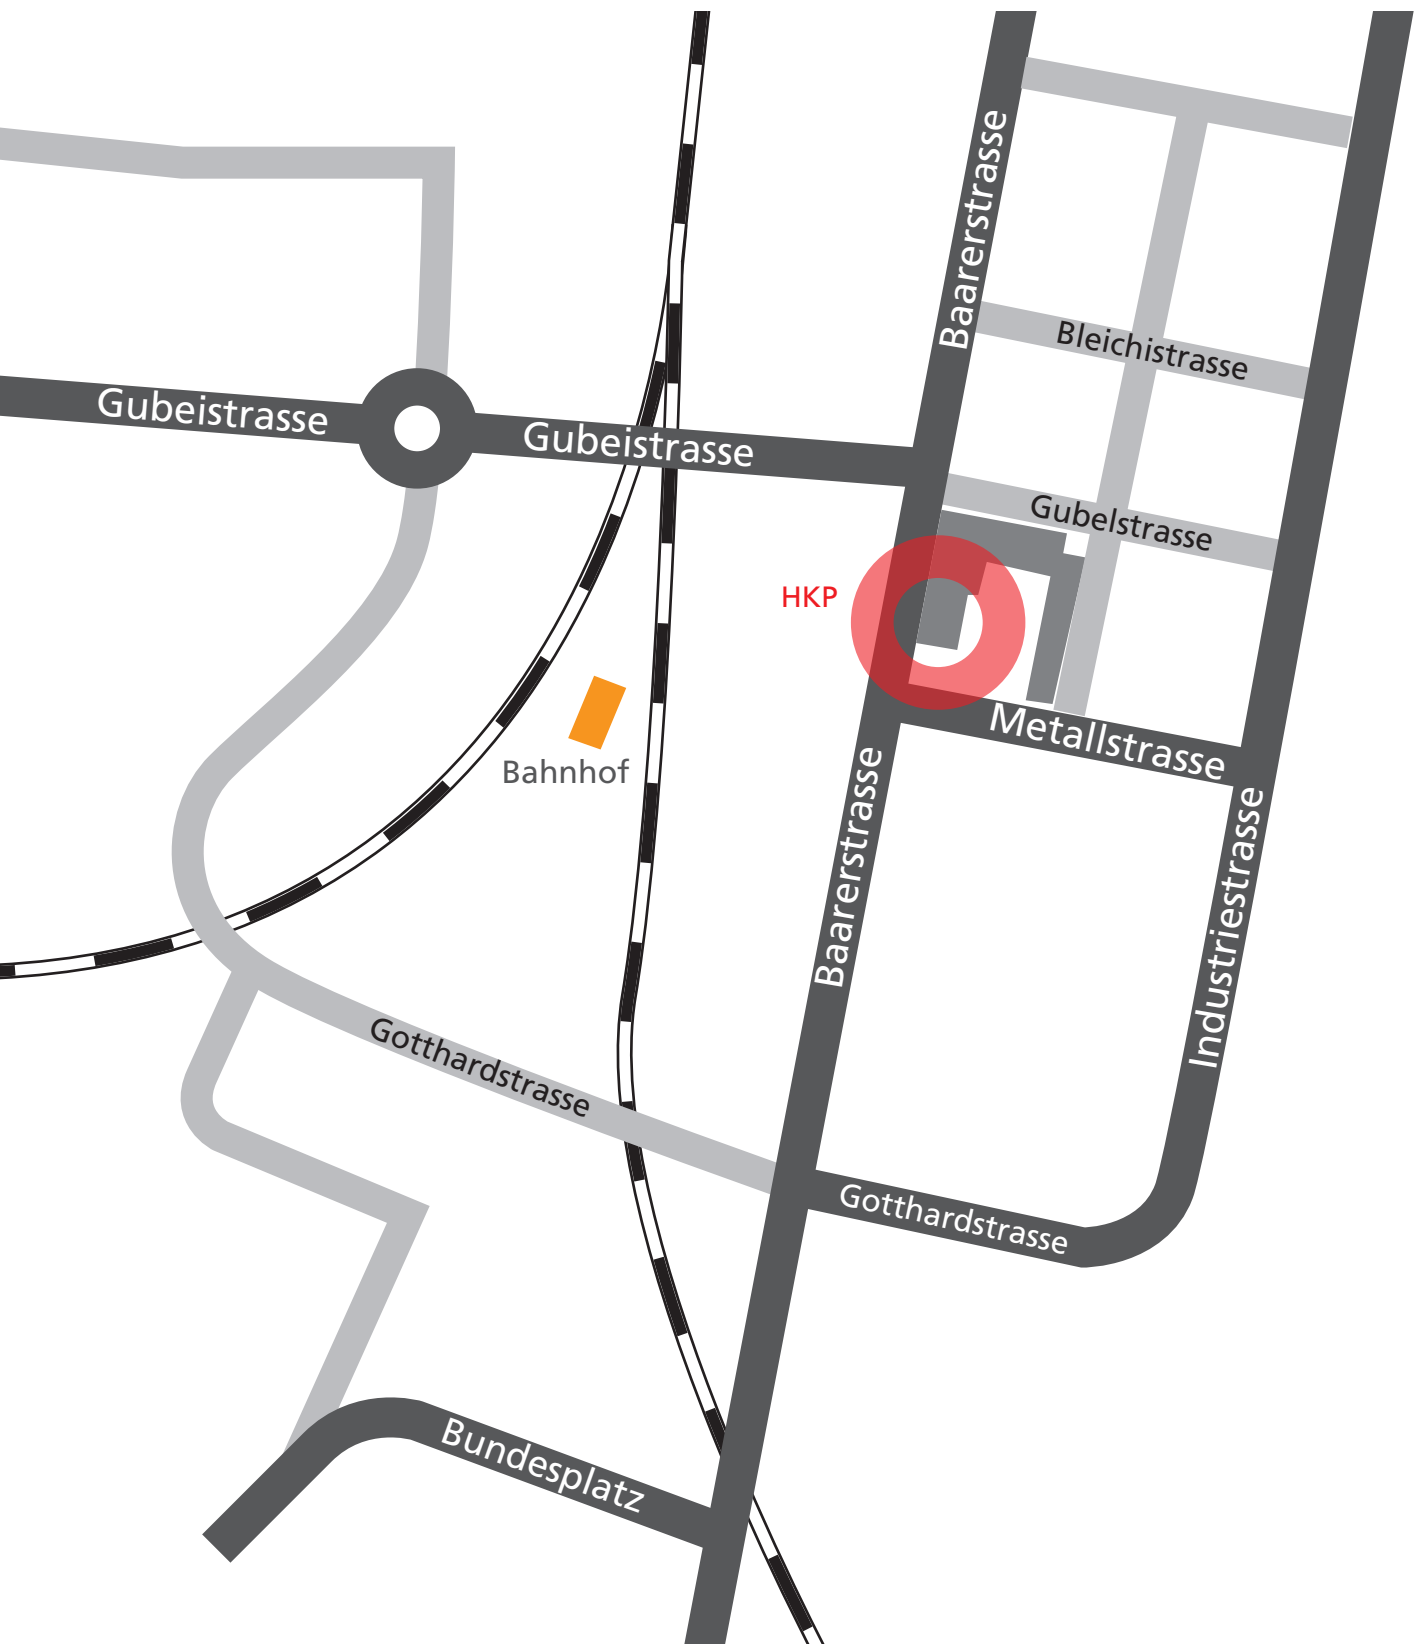 Baarerstrasse
Bleichistrasse
Gubeistrasse
Gubeistrasse
Gubelstrasse
HKP
Metallstrasse
Bahnhof
Baarerstrasse
Industriestrasse
Gotthardstrasse
Gotthardstrasse
Bundesplatz